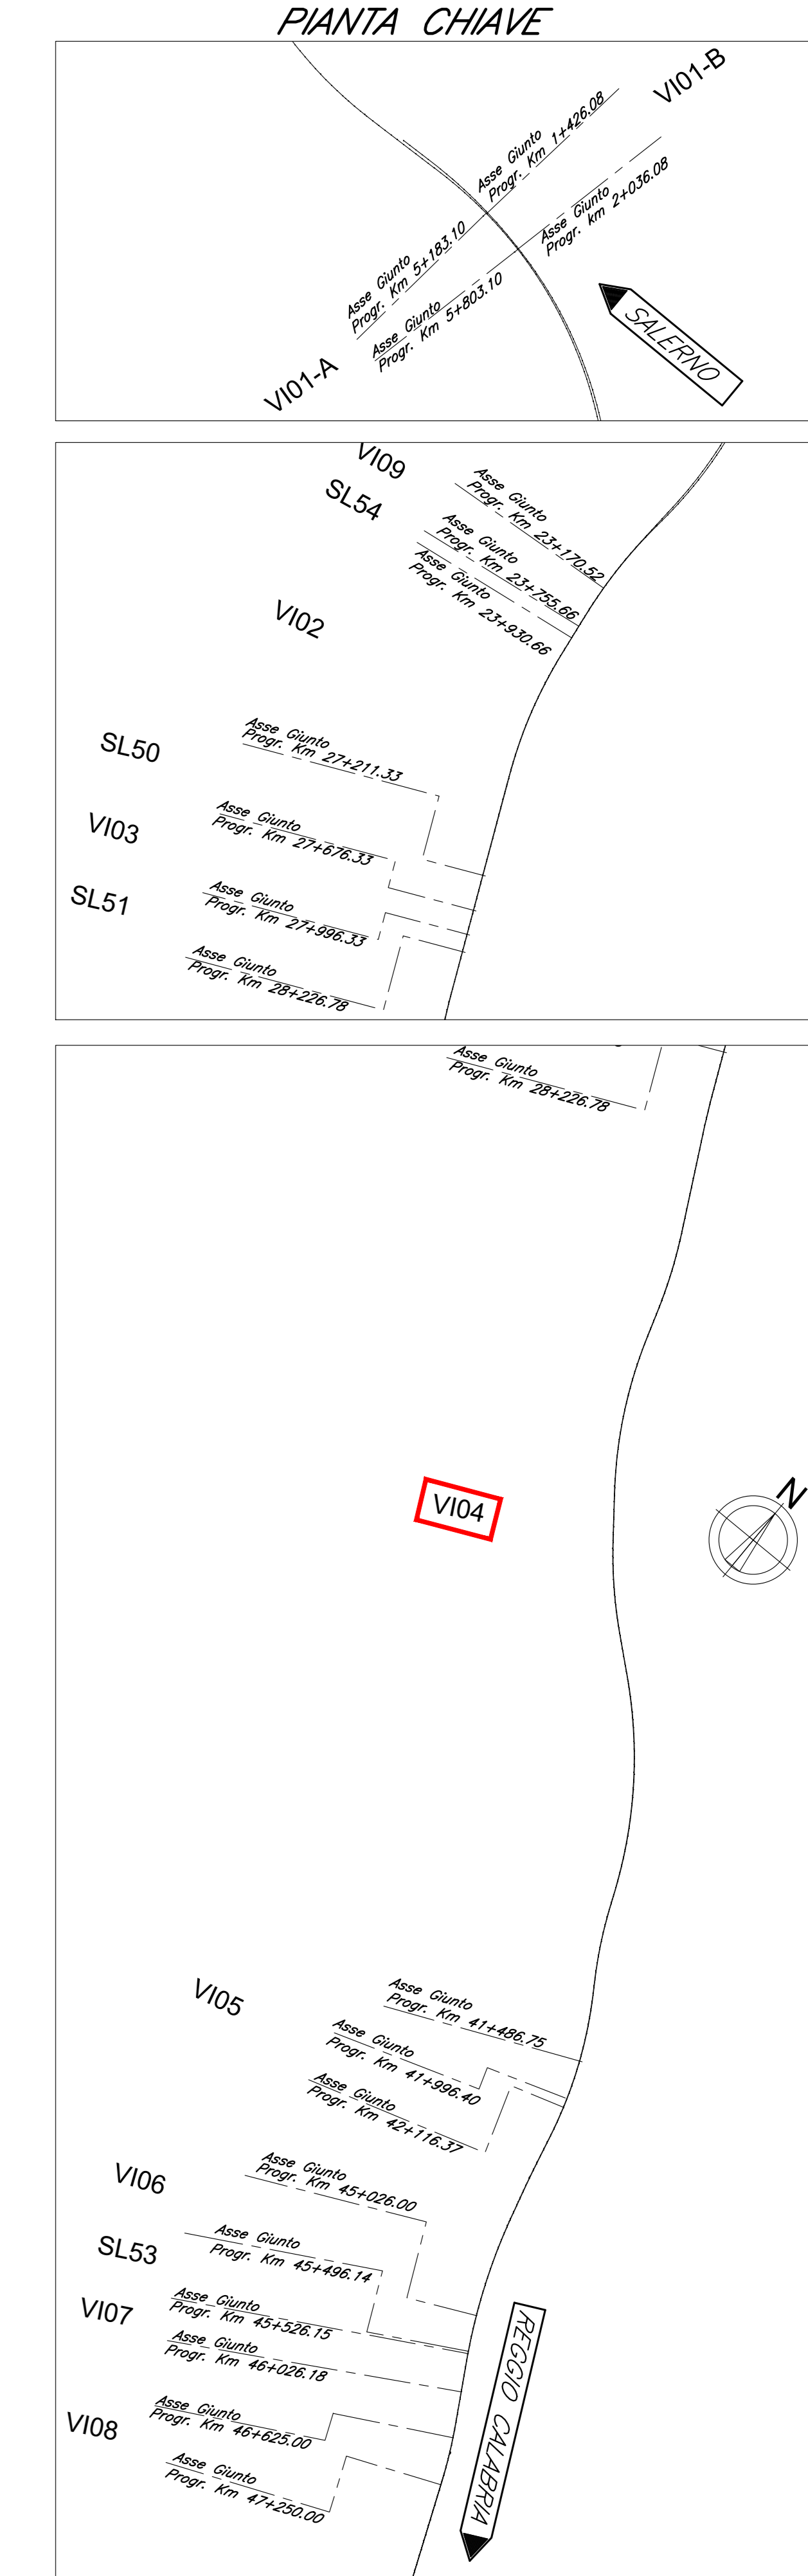 PIANTA CHIAVE
VI01-B
Asse Giunto
Progr. Km 1+426.08
Asse Giunto
Progr. km 2+036.08
Asse Giunto
Progr. Km 5+183.10
Asse Giunto
Progr. Km 5+803.10
VI01-A
SALERNO
VI09
SL54
Asse Giunto
Progr. Km 23+170.52
Asse Giunto
Progr. Km 23+755.66
Asse Giunto
Progr. Km 23+930.66
VI02
SL50
Asse Giunto
Progr. Km 27+211.33
VI03
Asse Giunto
Progr. Km 27+676.33
SL51
Asse Giunto
Progr. Km 27+996.33
Asse Giunto
Progr. Km 28+226.78
Asse Giunto
Progr. Km 28+226.78
VI04
N
VI05
Asse Giunto
Progr. Km 41+486.75
Asse Giunto
Progr. Km 41+996.40
Asse Giunto
Progr. Km 42+116.37
VI06
Asse Giunto
Progr. Km 45+026.00
SL53
Asse Giunto
Progr. Km 45+496.14
VI07
Asse Giunto
Progr. Km 45+526.15
Asse Giunto
Progr. Km 46+026.18
VI08
Asse Giunto
Progr. Km 46+625.00
Asse Giunto
Progr. Km 47+250.00
REGGIO CALABRIA